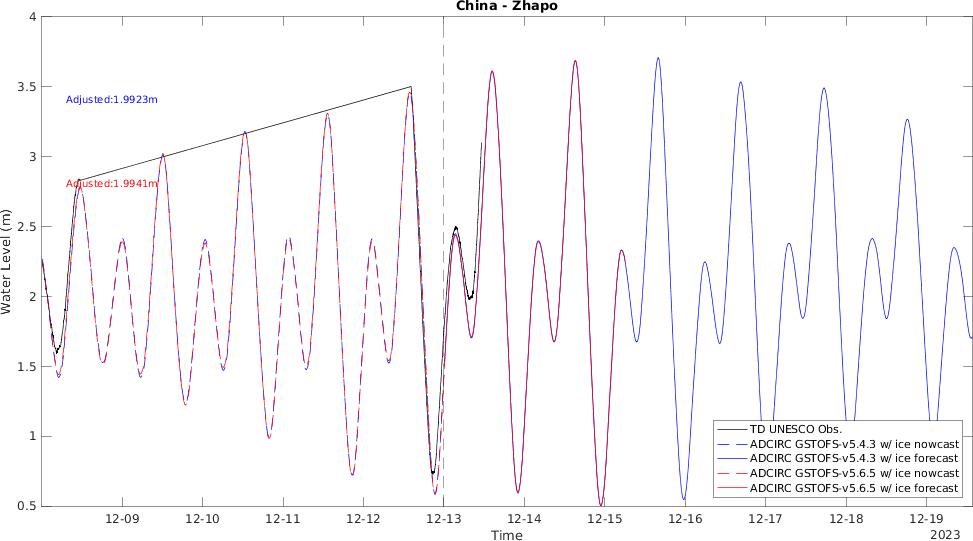 China - Zhapo
4
3.5
3
2.5
2
1.5
1
0.5
Water Level (m)
Adjusted:1.9923m
Adjusted:1.9941m
TD UNESCO Obs.
ADCIRC GSTOFS-v5.4.3 w/ ice nowcast
ADCIRC GSTOFS-v5.4.3 w/ ice forecast
ADCIRC GSTOFS-v5.6.5 w/ ice nowcast
ADCIRC GSTOFS-v5.6.5 w/ ice forecast
12-09 12-10 12-11 12-12 12-13 12-14 12-15 12-16 12-17 12-18 12-19
Time
2023